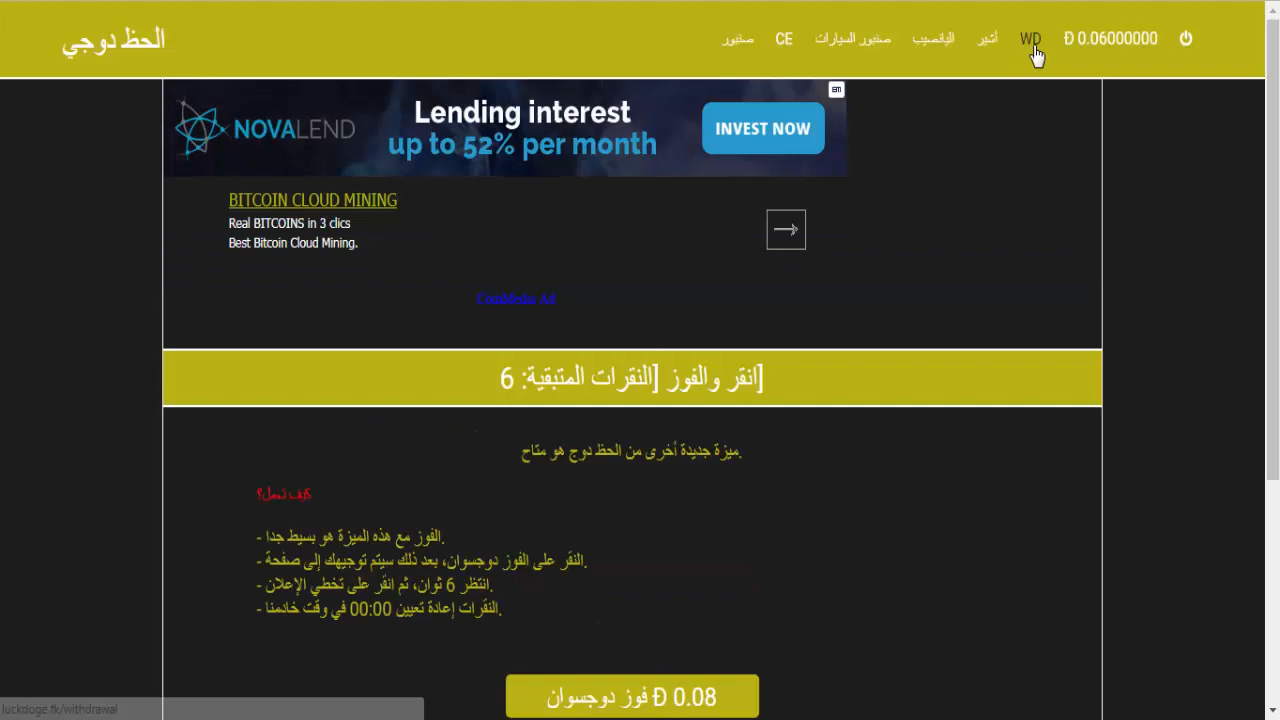 الحظ دوجي
صنبور CE صنبور السيارات اليانصيب أشير WD Ð 0.06000000
NOVALEND
Lending interest
up to 52% per month
INVEST NOW
BITCOIN CLOUD MINING
Real BITCOINS in 3 clics
Best Bitcoin Cloud Mining.
CoinMedia Ad
[انقر والفوز [النقرات المتبقية: 6
.ميزة جديدة أخرى من الحظ دوج هو متاح
كيف تعمل؟
- الفوز مع هذه الميزة هو بسيط جدا.
- النقر على الفوز دوجسوان، بعد ذلك سيتم توجيهك إلى صفحة.
- انتظر 6 ثوان، ثم انقر على تخطي الإعلان.
- النقرات إعادة تعيين 00:00 في وقت خادمنا.
فوز دوجسوان Ð 0.08
luckdoge.tk/withdrawal